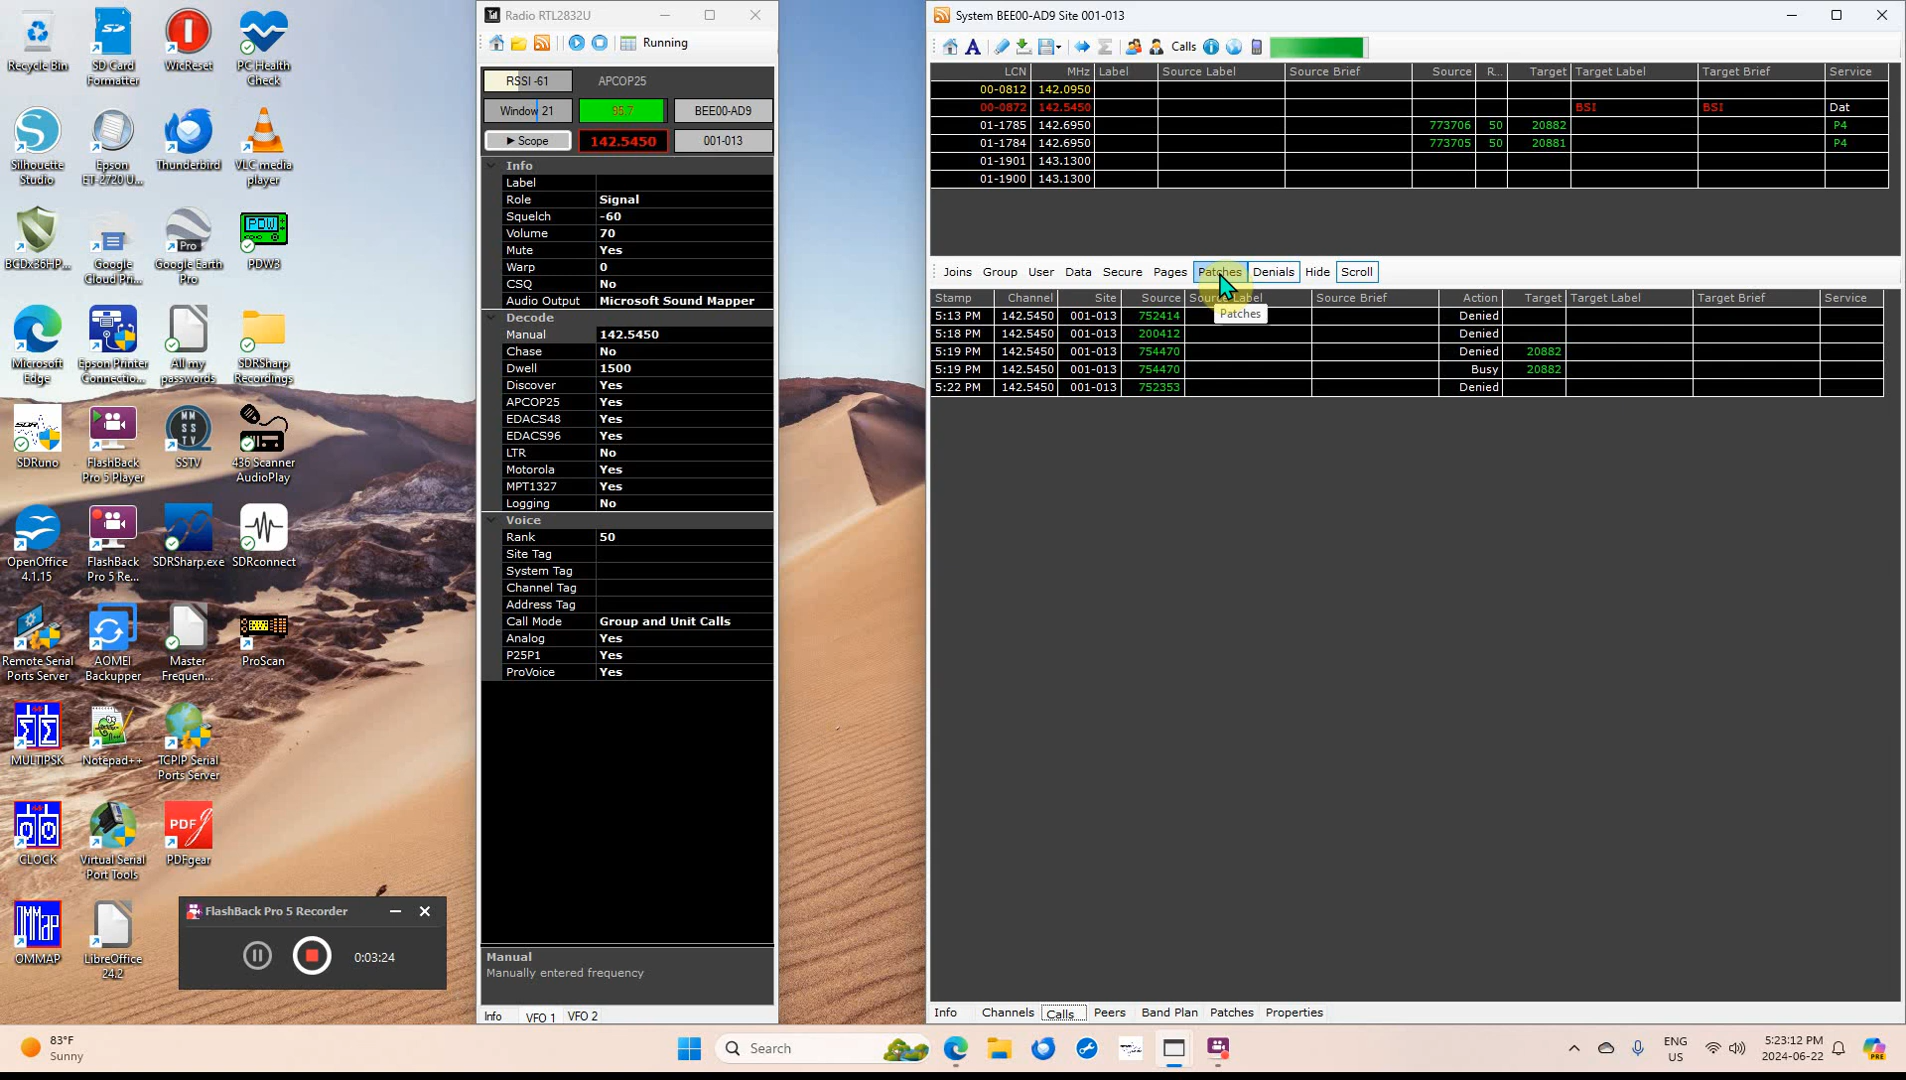 Recycle Bin
SD Card Formatter
WicReset
PC Health Check
Silhouette Studio
Epson ET-2720 U...
Thunderbird
VLC media player
BCDx36HP...
Google Cloud Pri...
Google Earth Pro
PDW3
Microsoft Edge
Epson Printer Connectio...
All my passwords
SDRSharp Recordings
SDRuno
FlashBack Pro 5 Player
SSTV
436 Scanner AudioPlay
OpenOffice 4.1.15
FlashBack Pro 5 Re...
SDRSharp.exe
SDRconnect
Remote Serial Ports Server
AOMEI Backupper
Master Frequen...
ProScan
MULTIPSK
Notepad++
TCPIP Serial Ports Server
CLOCK
Virtual Serial Port Tools
PDFgear
OMMAP
LibreOffice 24.2
FlashBack Pro 5 Recorder
0:03:24
Radio RTL2832U
Running
RSSI -61 APCOP25
Window 21 95.7 BEE00-AD9
Scope 142.5450 001-013
Info
Label
Role Signal
Squelch -60
Volume 70
Mute Yes
Warp 0
CSQ No
Audio Output Microsoft Sound Mapper
Decode
Manual 142.5450
Chase No
Dwell 1500
Discover Yes
APCOP25 Yes
EDACS48 Yes
EDACS96 Yes
LTR No
Motorola Yes
MPT1327 Yes
Logging No
Voice
Rank 50
Site Tag
System Tag
Channel Tag
Address Tag
Call Mode Group and Unit Calls
Analog Yes
P25P1 Yes
ProVoice Yes
Manual
Manually entered frequency
Info VFO 1 VFO 2
System BEE00-AD9 Site 001-013
Calls
LCN MHz Label Source Label Source Brief Source R... Target Target Label Target Brief Service
00-0812 142.0950
00-0872 142.5450 BSI BSI Dat
01-1785 142.6950 773706 50 20882 P4
01-1784 142.6950 773705 50 20881 P4
01-1901 143.1300
01-1900 143.1300
Joins Group User Data Secure Pages Patches Denials Hide Scroll
Stamp Channel Site Source Source Label Source Brief Action Target Target Label Target Brief Service
Patches
5:13 PM 142.5450 001-013 752414 Denied
5:18 PM 142.5450 001-013 200412 Denied
5:19 PM 142.5450 001-013 754470 Denied 20882
5:19 PM 142.5450 001-013 754470 Busy 20882
5:22 PM 142.5450 001-013 752353 Denied
Info Channels Calls Peers Band Plan Patches Properties
83°F
Sunny
Search
ENG
US
5:23:12 PM
2024-06-22